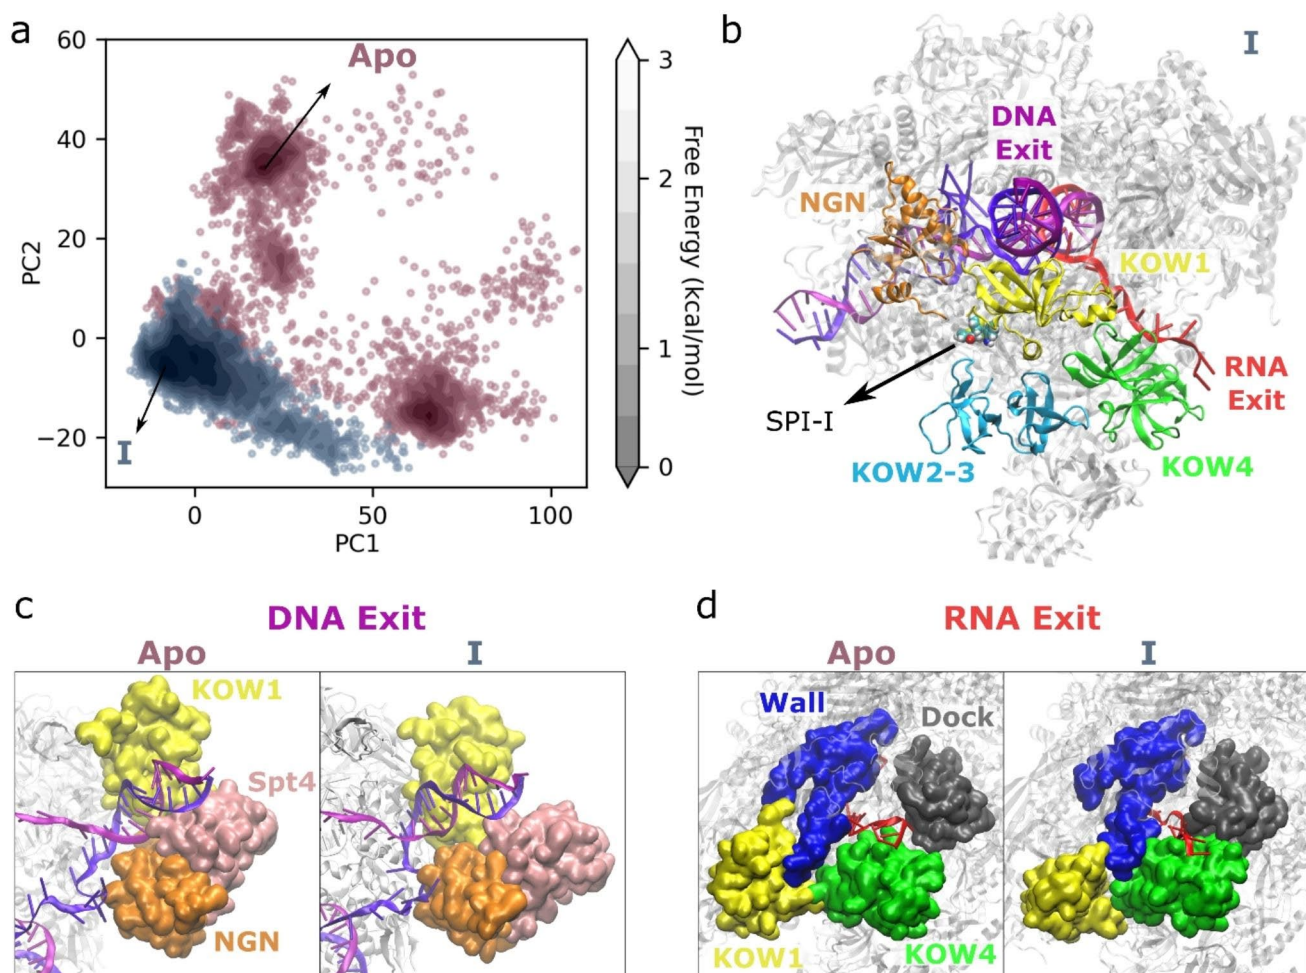 a
60
40
20
0
−20
PC2
0
50
100
PC1
Apo
I
3
2
1
0
Free Energy (kcal/mol)
b
I
DNA
Exit
NGN
KOW1
SPI-I
RNA
Exit
KOW2-3
KOW4
c
DNA Exit
Apo
I
KOW1
Spt4
NGN
d
RNA Exit
Apo
I
Wall
Dock
KOW1
KOW4